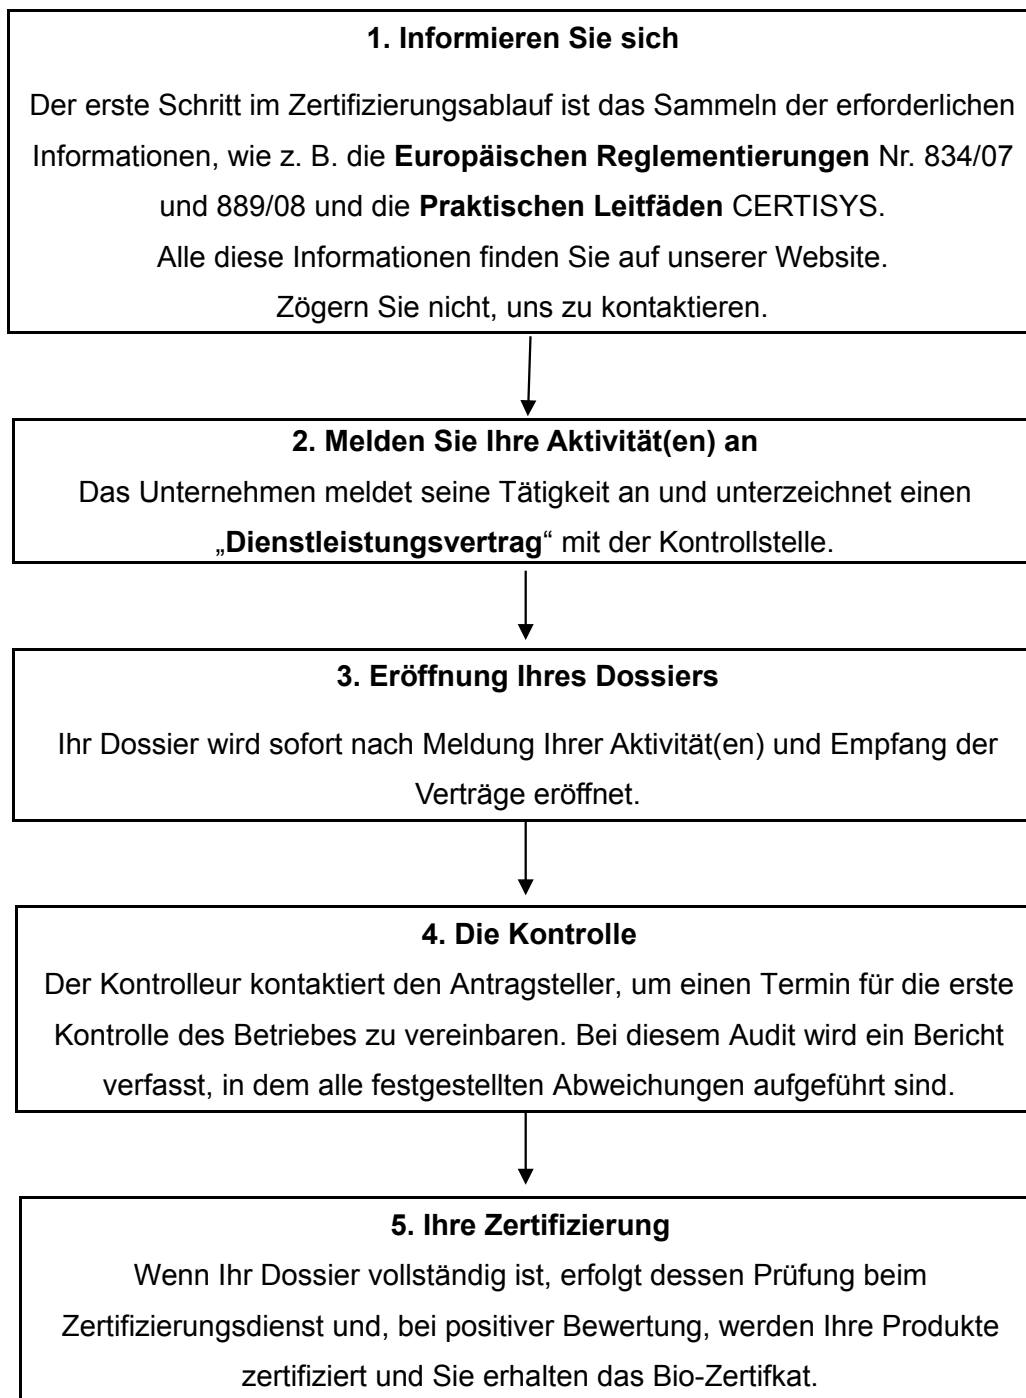 1. Informieren Sie sich
Der erste Schritt im Zertifizierungsablauf ist das Sammeln der erforderlichen
Informationen, wie z. B. die Europäischen Reglementierungen Nr. 834/07
und 889/08 und die Praktischen Leitfäden CERTISYS.
Alle diese Informationen finden Sie auf unserer Website.
Zögern Sie nicht, uns zu kontaktieren.
2. Melden Sie Ihre Aktivität(en) an
Das Unternehmen meldet seine Tätigkeit an und unterzeichnet einen
„Dienstleistungsvertrag“ mit der Kontrollstelle.
3. Eröffnung Ihres Dossiers
Ihr Dossier wird sofort nach Meldung Ihrer Aktivität(en) und Empfang der
Verträge eröffnet.
4. Die Kontrolle
Der Kontrolleur kontaktiert den Antragsteller, um einen Termin für die erste
Kontrolle des Betriebes zu vereinbaren. Bei diesem Audit wird ein Bericht
verfasst, in dem alle festgestellten Abweichungen aufgeführt sind.
5. Ihre Zertifizierung
Wenn Ihr Dossier vollständig ist, erfolgt dessen Prüfung beim
Zertifizierungsdienst und, bei positiver Bewertung, werden Ihre Produkte
zertifiziert und Sie erhalten das Bio-Zertifkat.